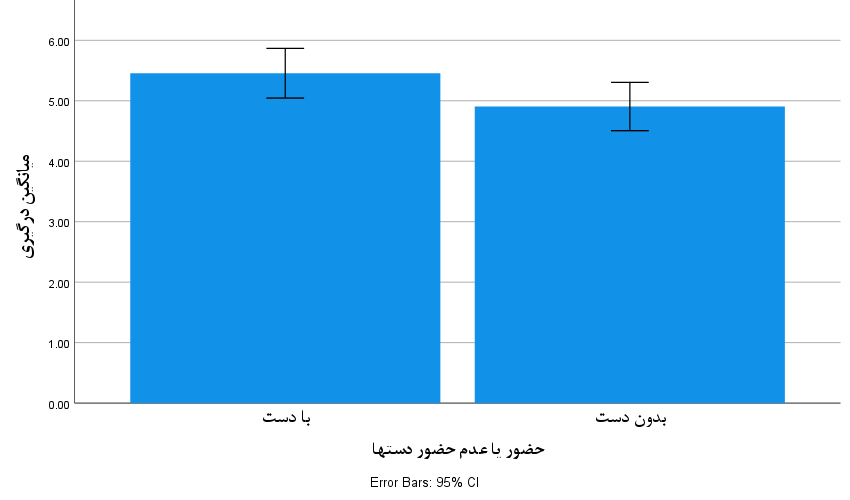 6.00
5.00
4.00
3.00
2.00
1.00
0.00
میانگین درگیری
با دست
بدون دست
حضور یا عدم حضور دستها
Error Bars: 95% CI